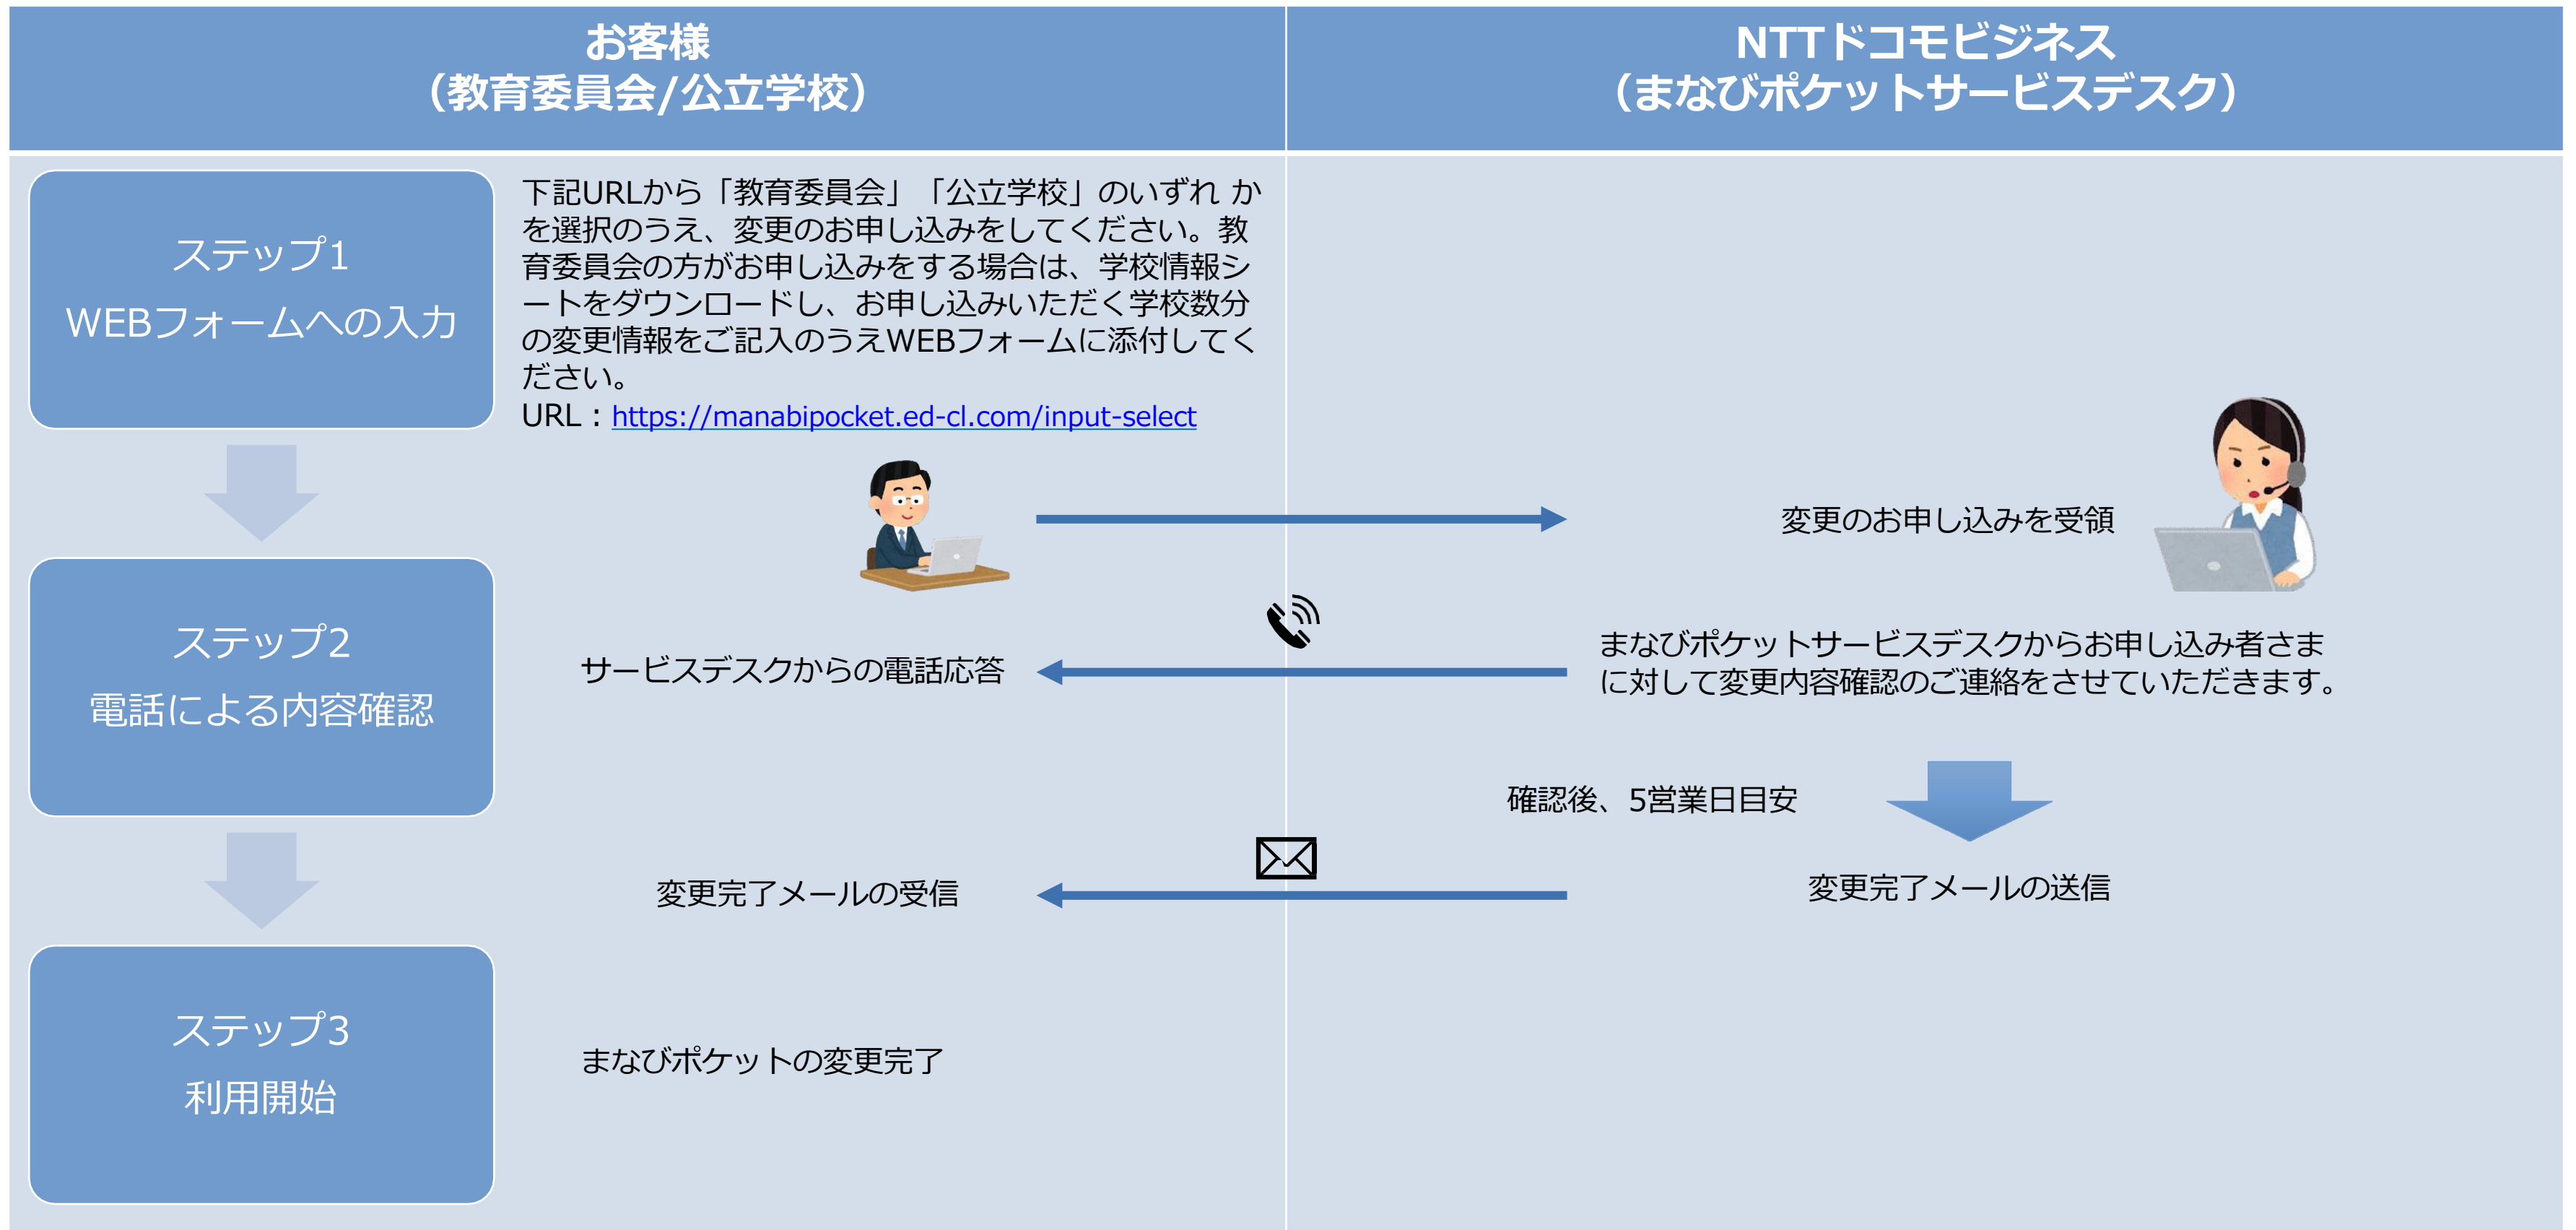 お客様
（教育委員会/公立学校）
NTTドコモビジネス
（まなびポケットサービスデスク）
ステップ1
WEBフォームへの入力
下記URLから「教育委員会」「公立学校」のいずれ か
を選択のうえ、変更のお申し込みをしてください。教
育委員会の方がお申し込みをする場合は、学校情報シ
ートをダウンロードし、お申し込みいただく学校数分
の変更情報をご記入のうえWEBフォームに添付してく
ださい。
URL：https://manabipocket.ed-cl.com/input-select
変更のお申し込みを受領
ステップ2
電話による内容確認
サービスデスクからの電話応答
まなびポケットサービスデスクからお申し込み者さま
に対して変更内容確認のご連絡をさせていただきます。
確認後、5営業日目安
変更完了メールの受信
変更完了メールの送信
ステップ3
利用開始
まなびポケットの変更完了